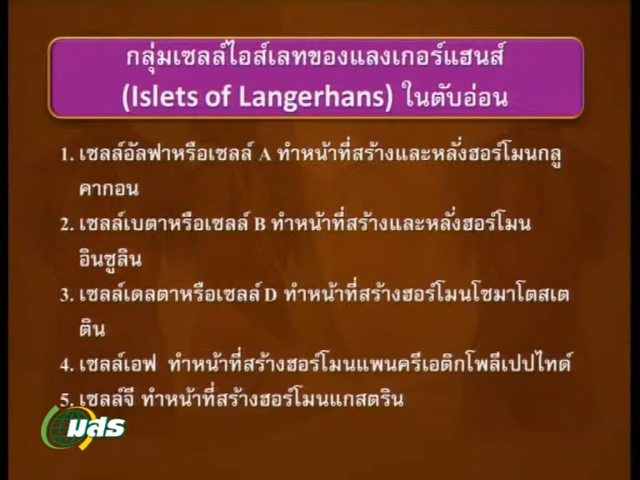 กลุ่มเซลล์ไอส์เลทของแลงเกอร์แฮนส์
(Islets of Langerhans) ในตับอ่อน
1. เซลล์อัลฟาหรือเซลล์ A ทำหน้าที่สร้างและหลั่งฮอร์โมนกลู
คากอน
2. เซลล์เบตาหรือเซลล์ B ทำหน้าที่สร้างและหลั่งฮอร์โมน
อินซูลิน
3. เซลล์เดลตาหรือเซลล์ D ทำหน้าที่สร้างฮอร์โมนโซมาโตสเต
ติน
4. เซลล์เอฟ ทำหน้าที่สร้างฮอร์โมนแพนครีเอติกโพลีเปปไทด์
5. เซลล์จี ทำหน้าที่สร้างฮอร์โมนแกสตริน
มสธ